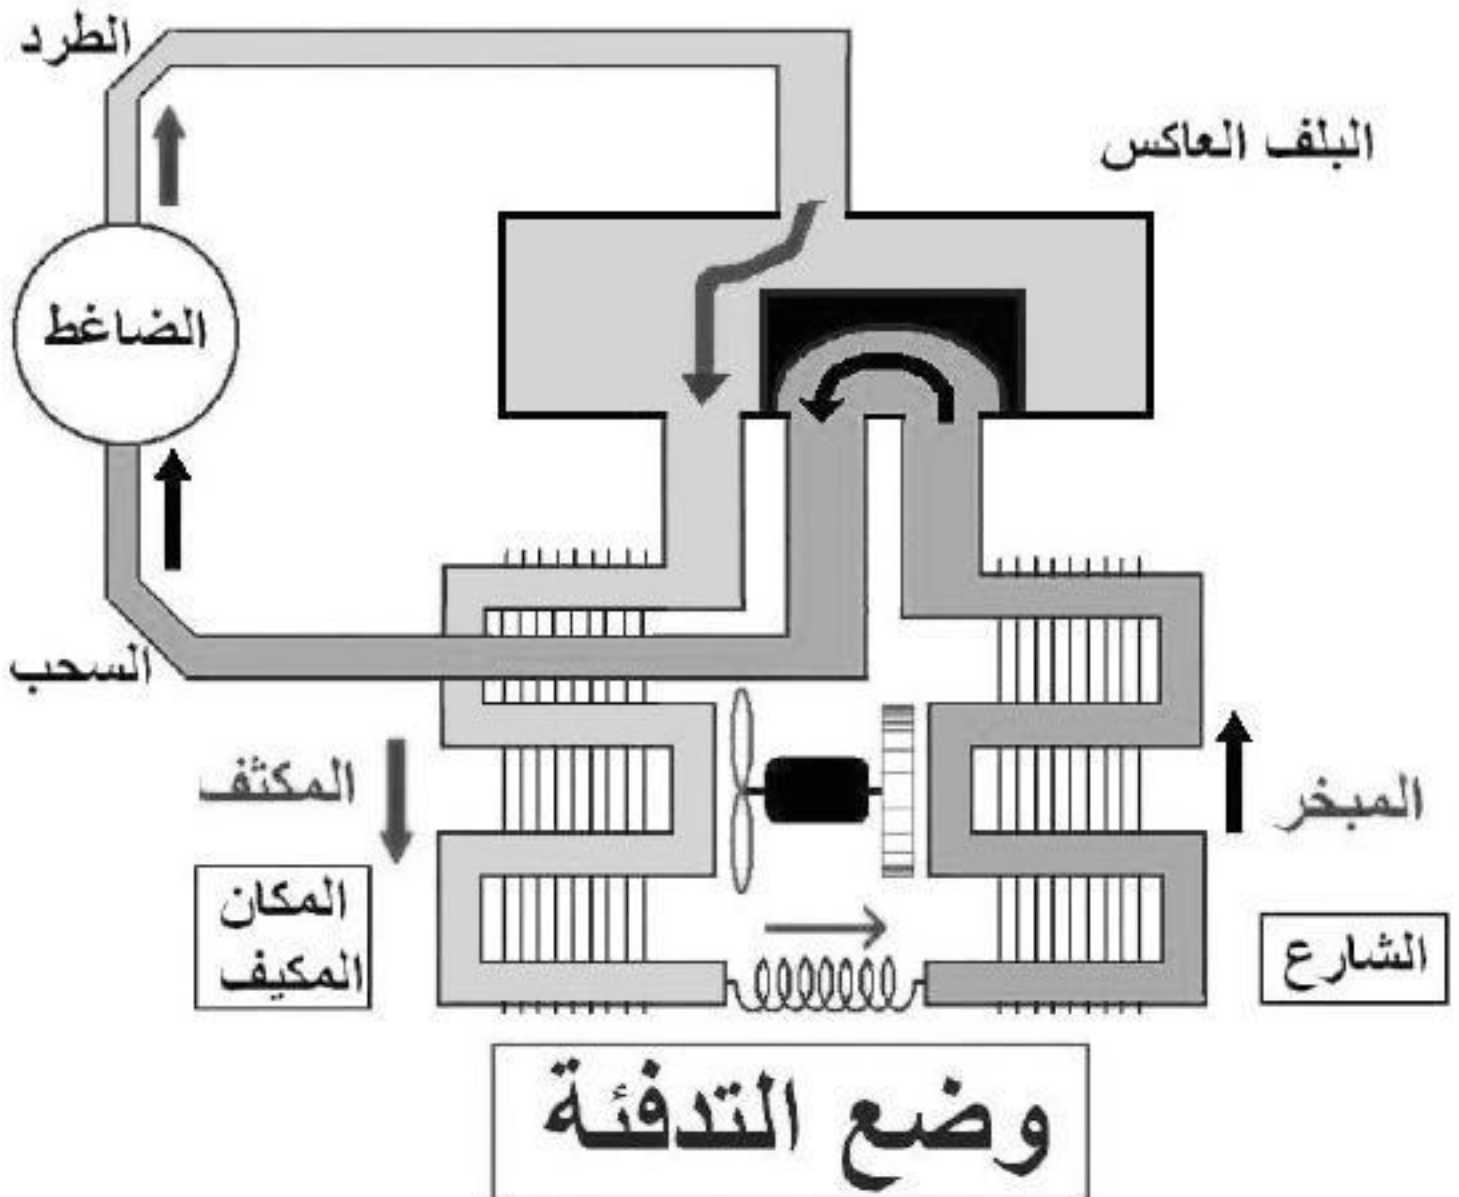 الطرد
البلف العاكس
الضاغط
السحب
المكثف
المبخر
المكان
المكيف
الشارع
وضع التدفئة